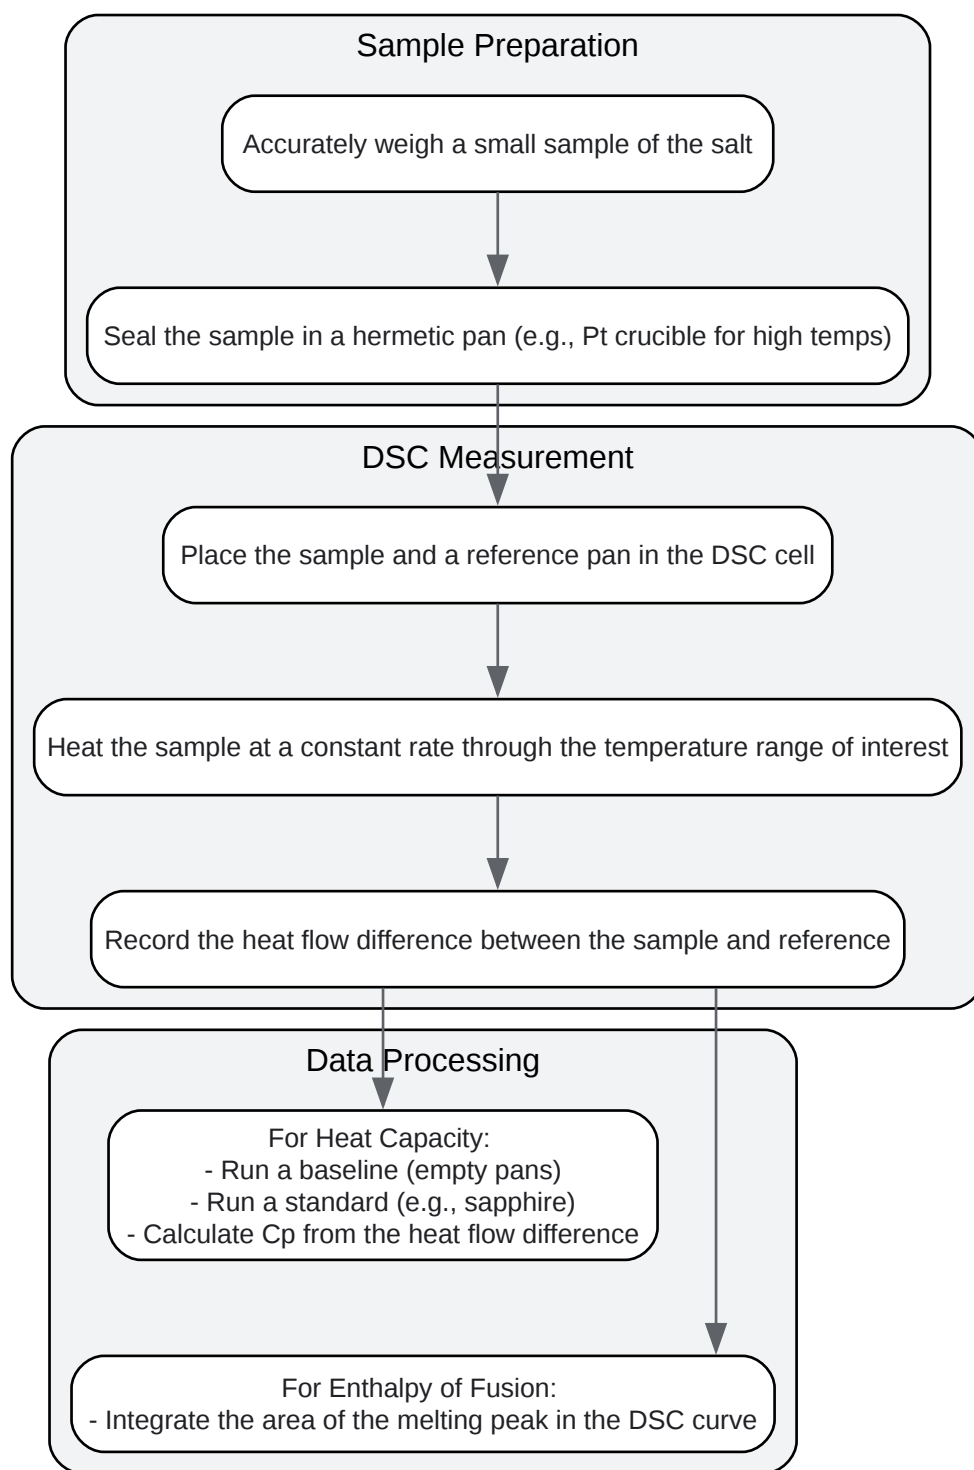 Sample Preparation
Accurately weigh a small sample of the salt
Seal the sample in a hermetic pan (e.g., Pt crucible for high temps)
DSC Measurement
Place the sample and a reference pan in the DSC cell
Heat the sample at a constant rate through the temperature range of interest
Record the heat flow difference between the sample and reference
Data Processing
For Heat Capacity:
- Run a baseline (empty pans)
- Run a standard (e.g., sapphire)
- Calculate Cp from the heat flow difference
For Enthalpy of Fusion:
- Integrate the area of the melting peak in the DSC curve